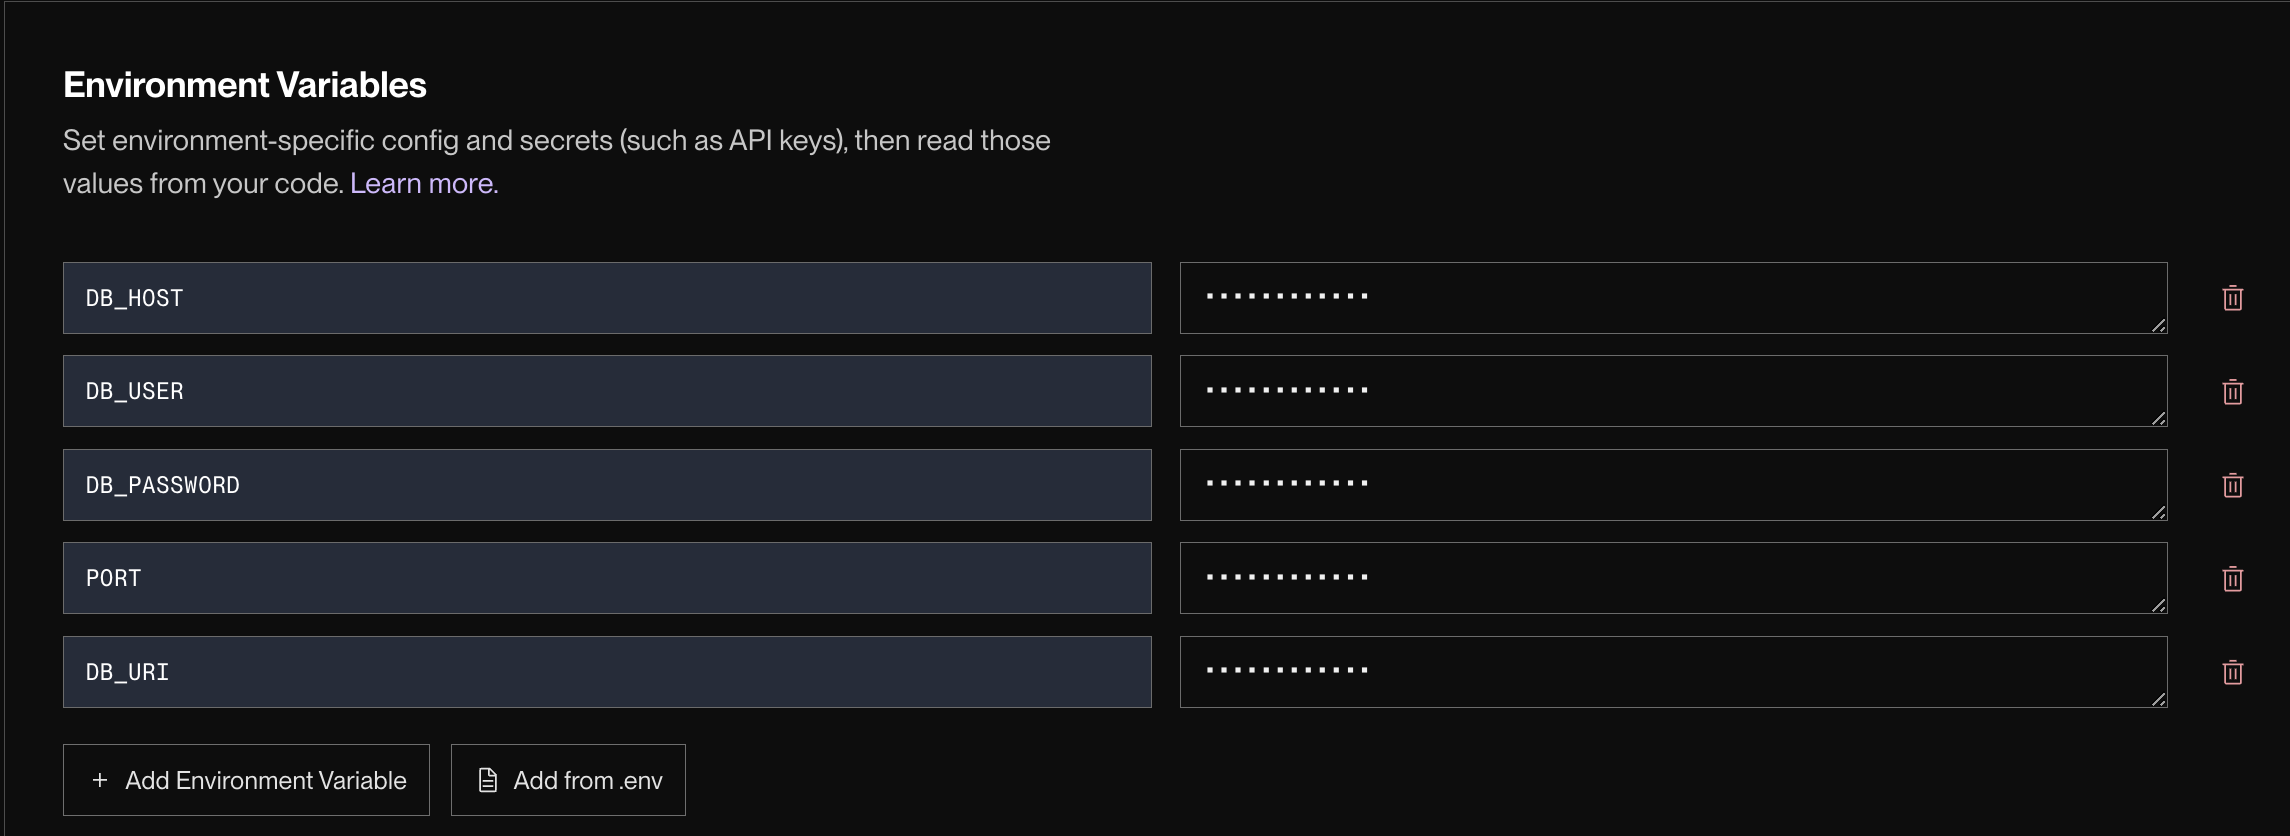 Environment Variables
Set environment-specific config and secrets (such as API keys), then read those
values from your code. Learn more.
DB_HOST
············
DB_USER
············
DB_PASSWORD
············
PORT
············
DB_URI
············
+ Add Environment Variable
Add from .env